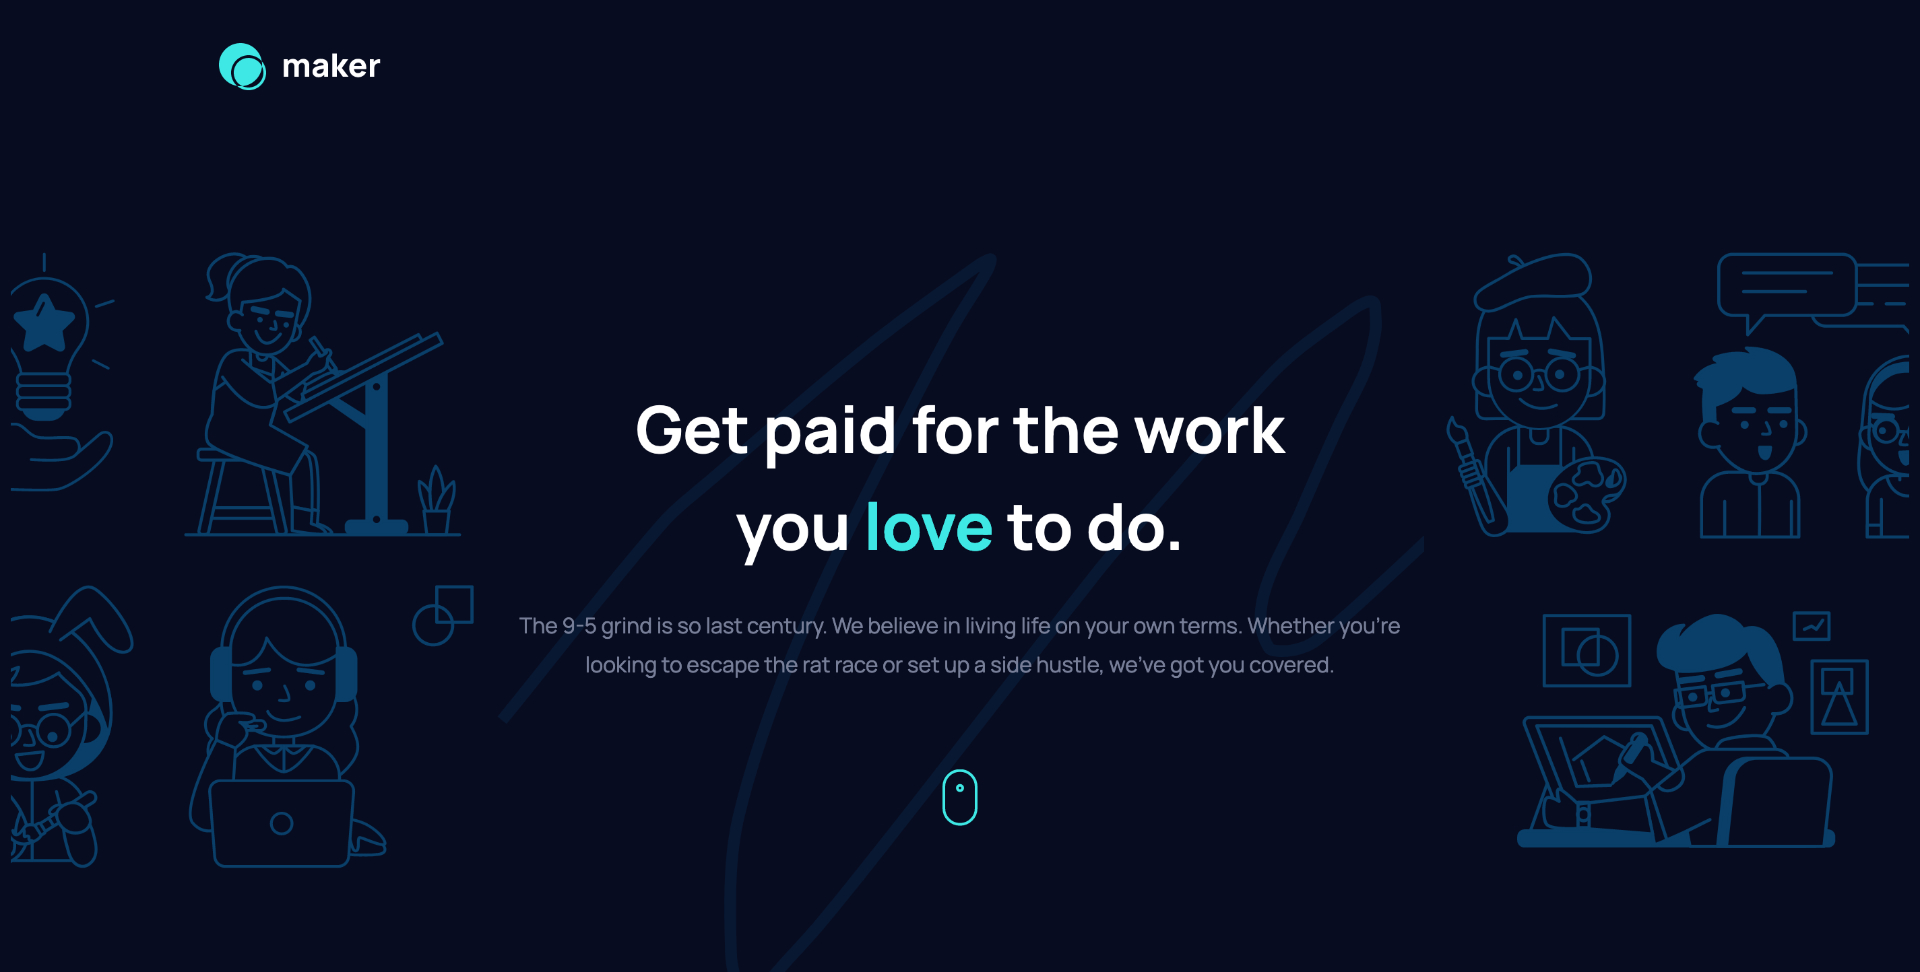 maker
Get paid for the work
you love to do.
The 9-5 grind is so last century. We believe in living life on your own terms. Whether you’re
looking to escape the rat race or set up a side hustle, we’ve got you covered.